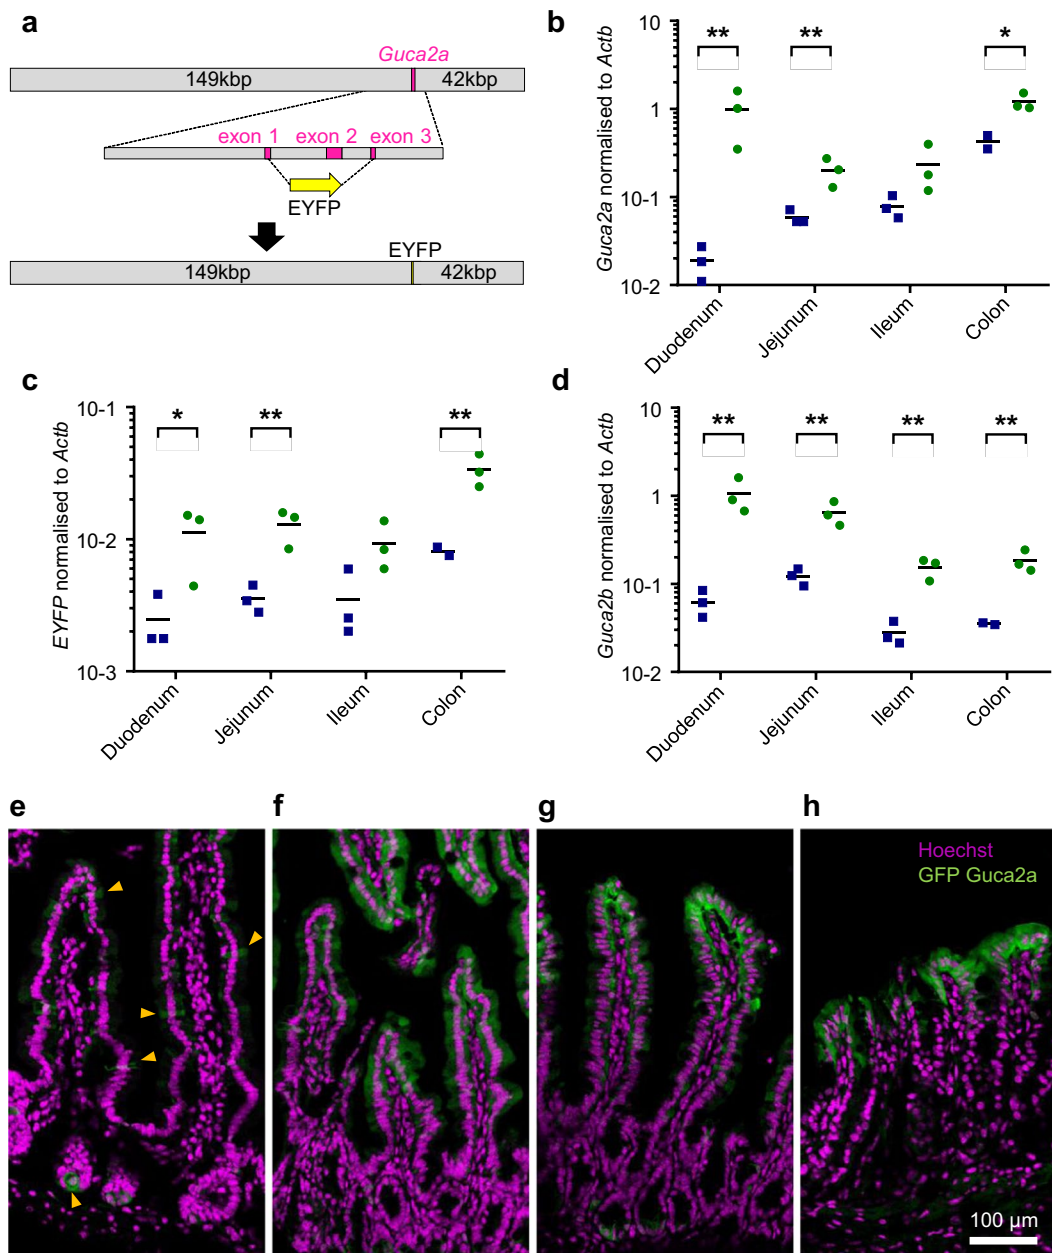 a
Guca2a
149kbp
42kbp
exon 1
exon 2
exon 3
EYFP
EYFP
149kbp
42kbp
b
Guca2a normalised to Actb
10
1
10-1
10-2
**
**
*
Duodenum
Jejunum
Ileum
Colon
c
EYFP normalised to Actb
10-1
10-2
10-3
*
**
**
Duodenum
Jejunum
Ileum
Colon
d
Guca2b normalised to Actb
10
1
10-1
10-2
**
**
**
**
Duodenum
Jejunum
Ileum
Colon
e
f
g
h
Hoechst
GFP Guca2a
100 µm